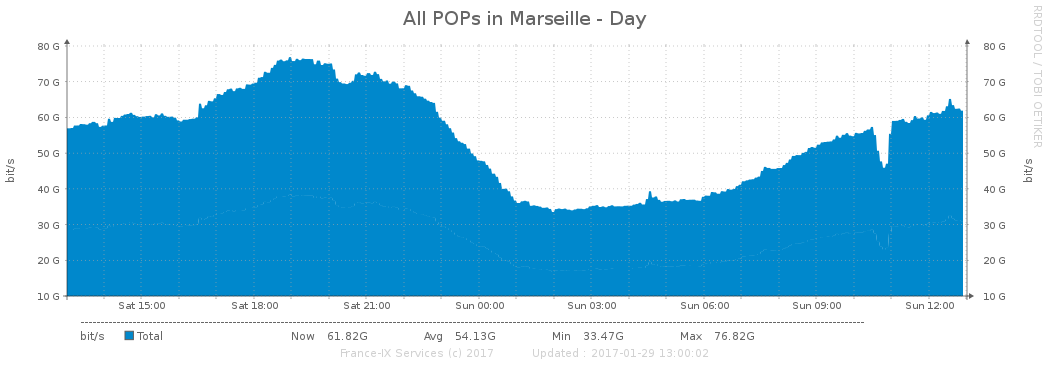 All POPs in Marseille - Day
RRDTOOL / TOBI OETIKER
80 G 80 G
70 G 70 G
60 G 60 G
50 G 50 G
40 G 40 G
30 G 30 G
20 G 20 G
10 G 10 G
bit/s
bit/s
Sat 15:00 Sat 18:00 Sat 21:00 Sun 00:00 Sun 03:00 Sun 06:00 Sun 09:00 Sun 12:00
bit/s Total Now 61.82G Avg 54.13G Min 33.47G Max 76.82G
France-IX Services (c) 2017 Updated : 2017-01-29 13:00:02